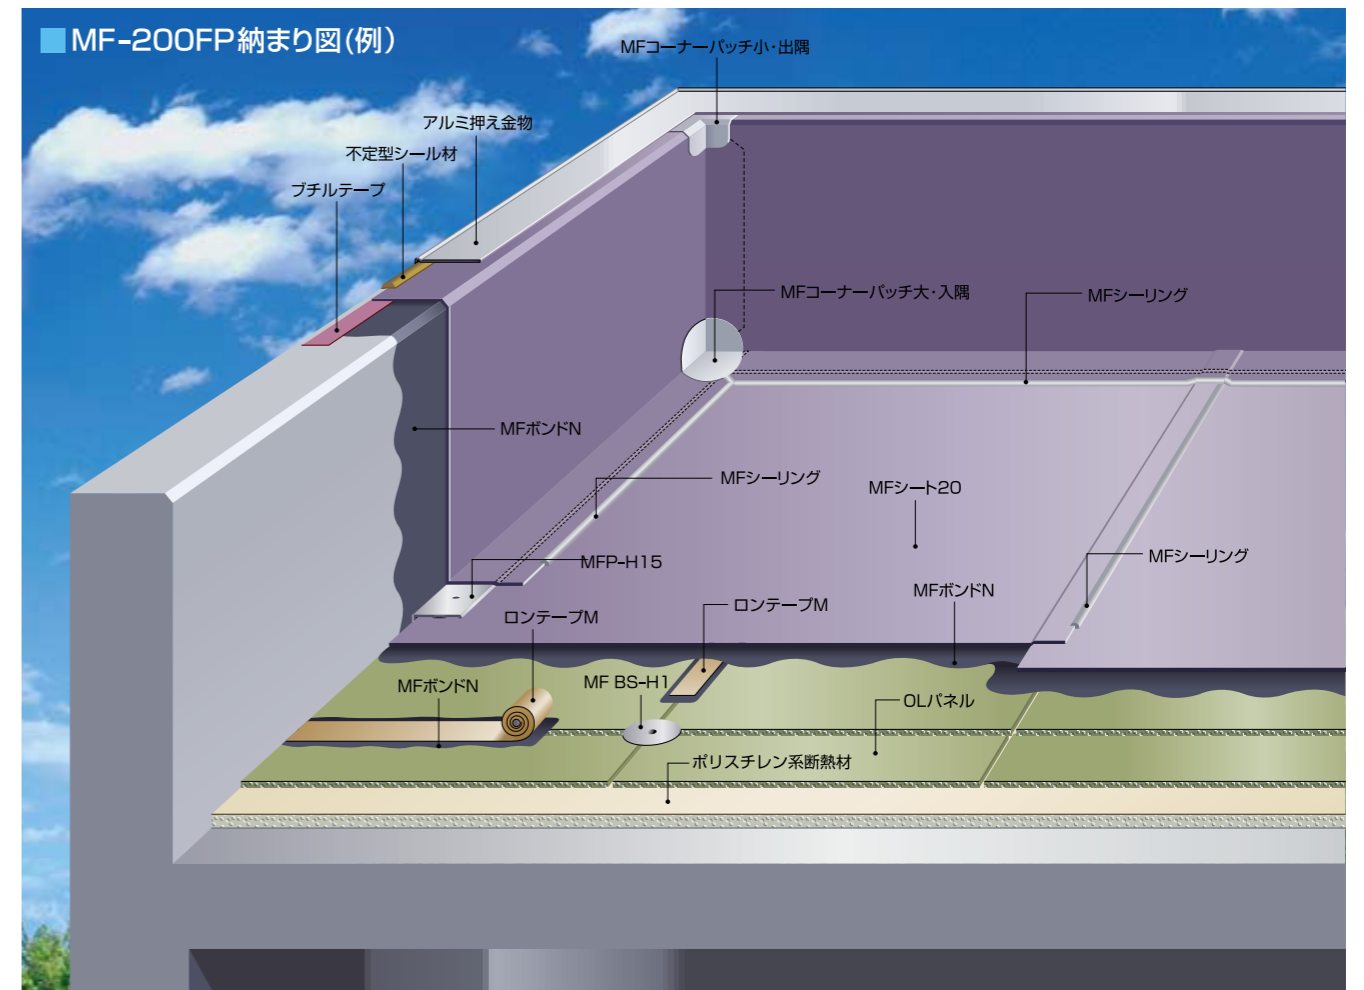 ■MF-200FP納まり図(例)
MFコーナーパッチ小・出隅
アルミ押え金物
不定型シール材
ブチルテープ
MFコーナーパッチ大・入隅
MFシーリング
MFボンドN
MFシーリング
MFシート20
MFシーリング
MFP-H15
MFボンドN
ロンテープM
ロンテープM
MFボンドN
MF BS-H1
OLパネル
ポリスチレン系断熱材